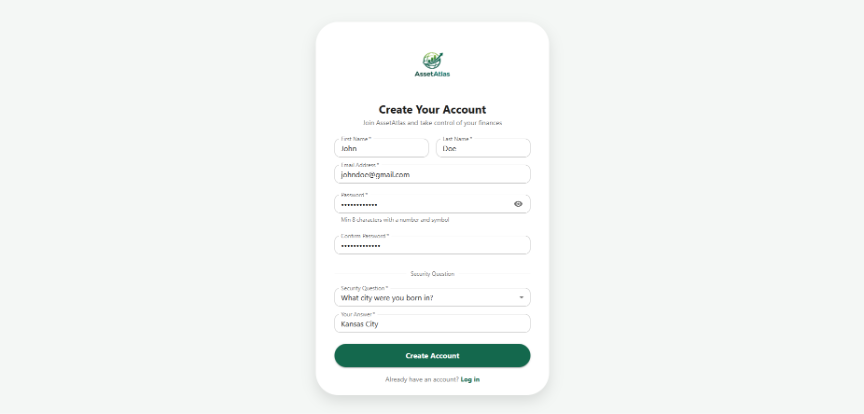 AssetAtlas
Create Your Account
Join AssetAtlas and take control of your finances
First Name * Last Name *
John Doe
Email Address *
johndoe@gmail.com
Password *
••••••••••••
Min 8 characters with a number and symbol
Confirm Password *
•••••••••••••
Security Question
Security Question *
What city were you born in?
Your Answer *
Kansas City
Create Account
Already have an account? Log in